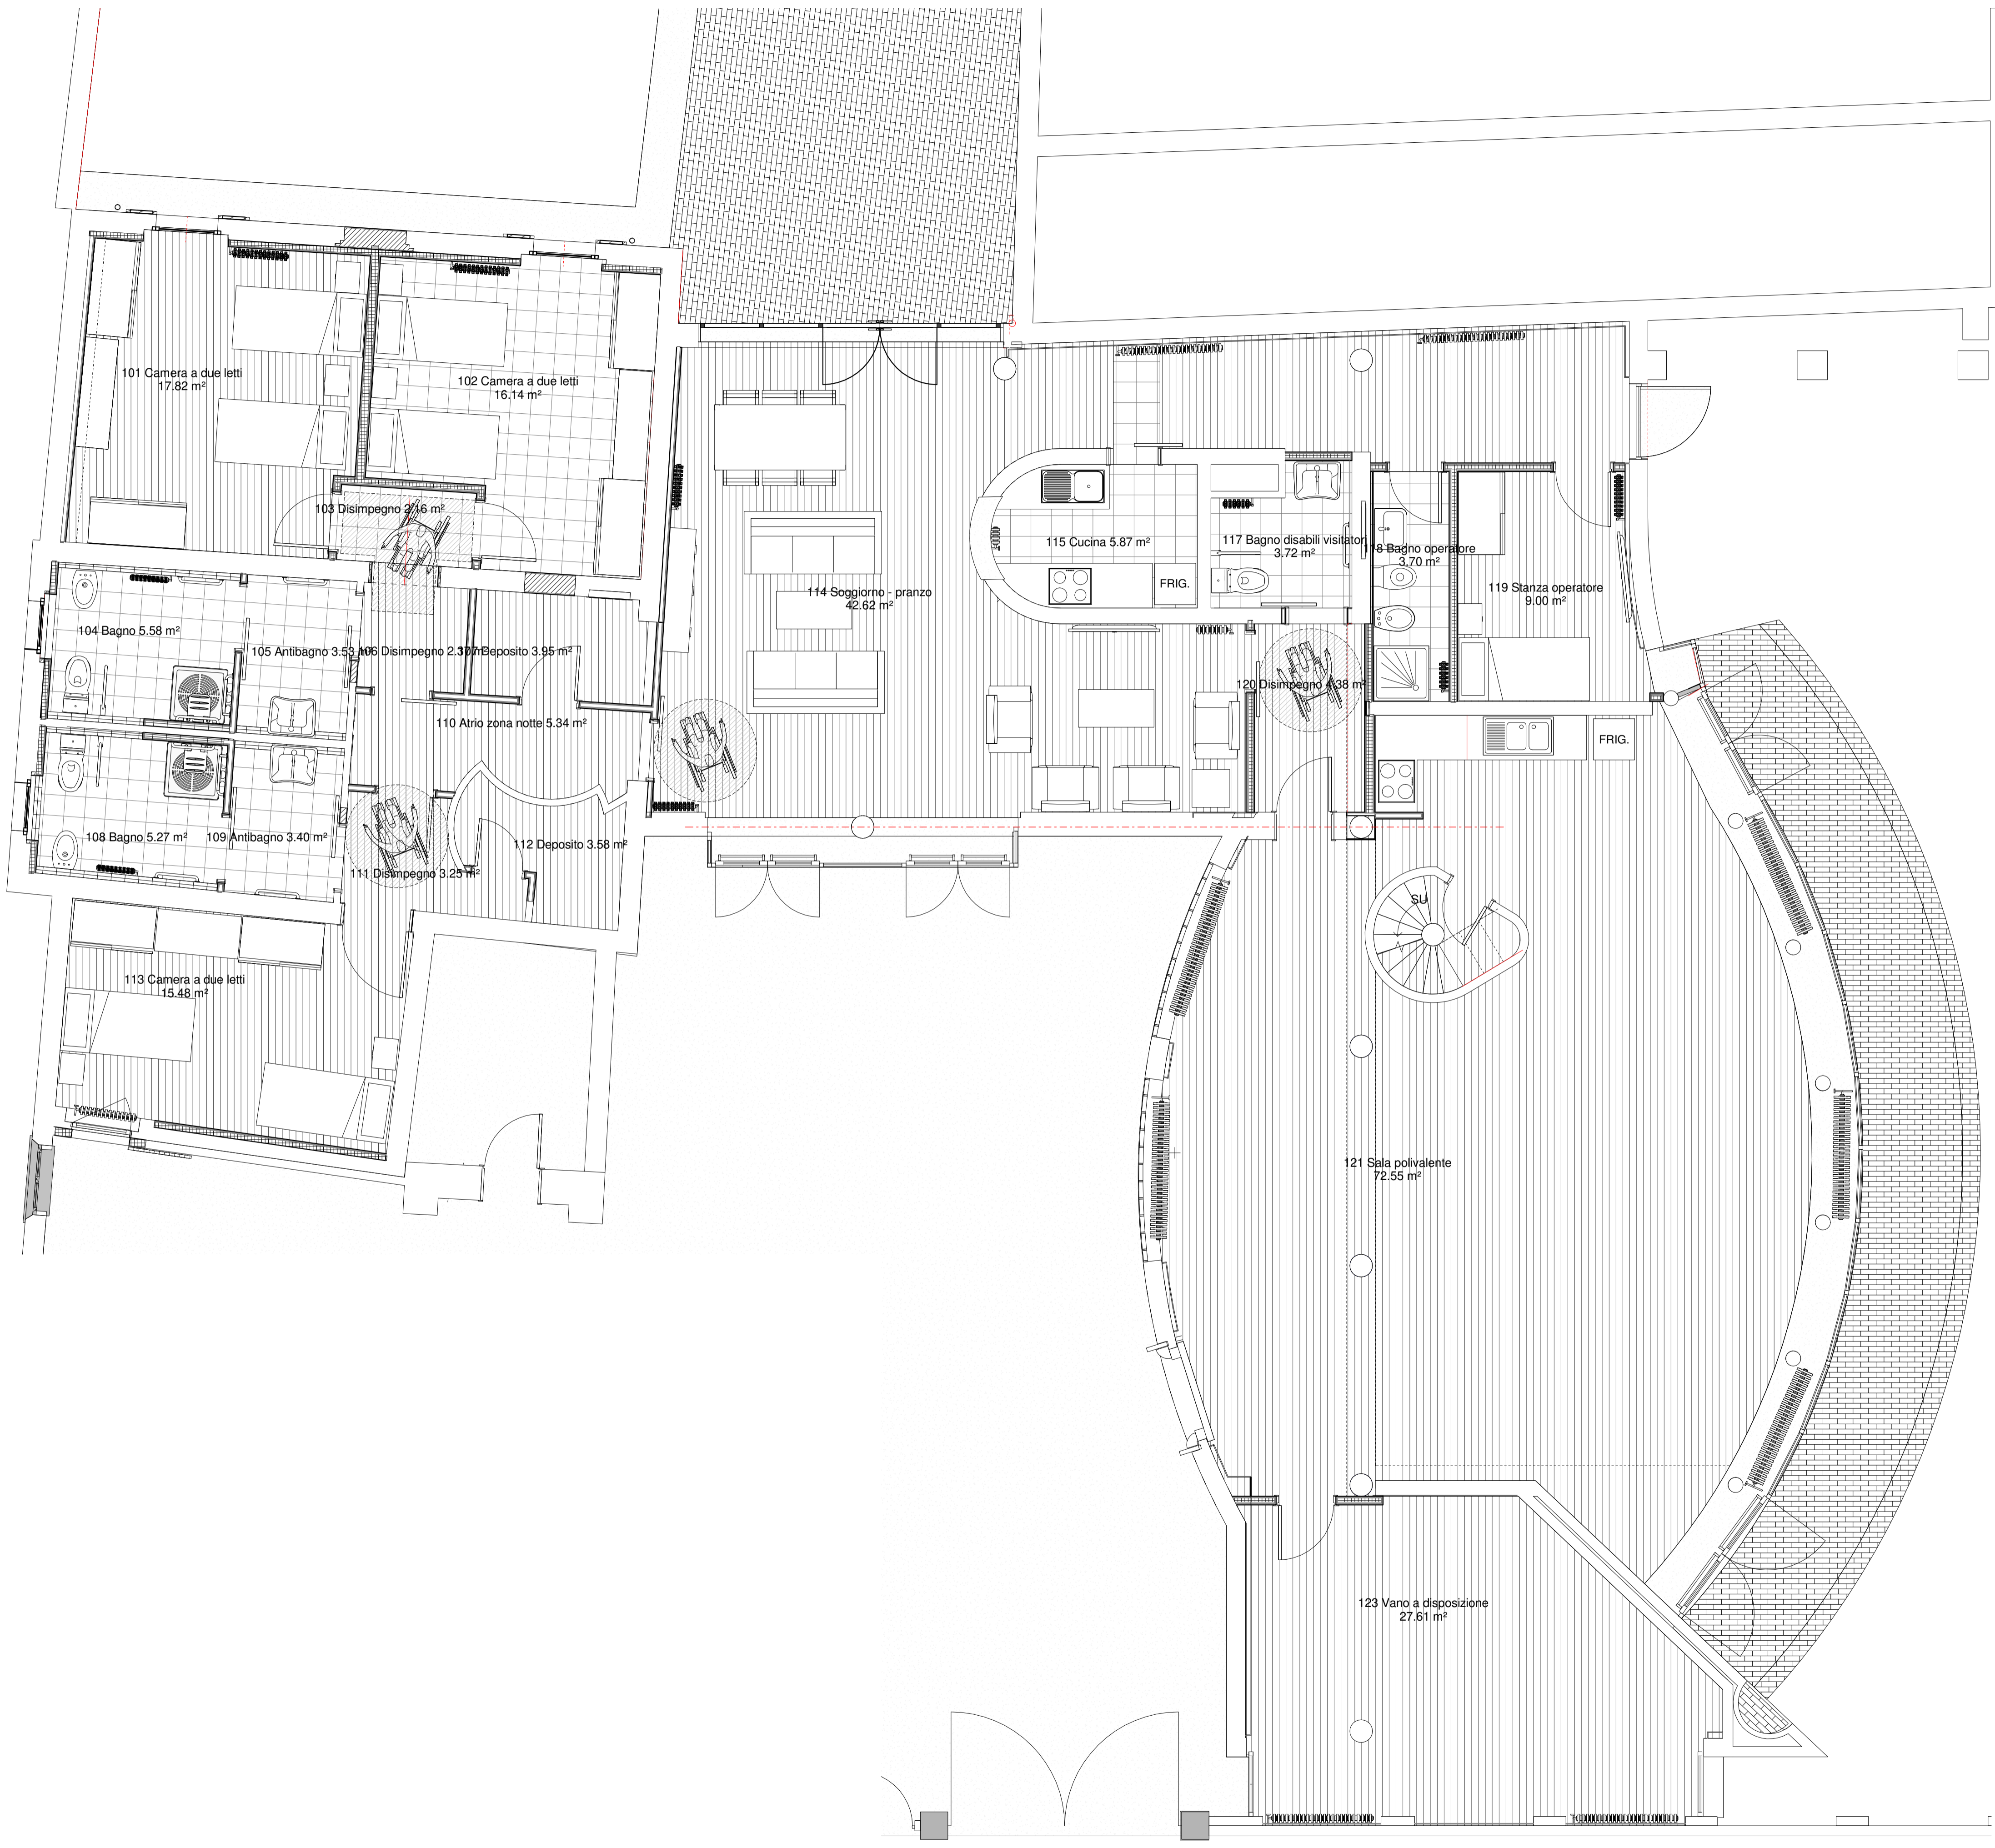 101 Camera a due letti
17.82 m²
102 Camera a due letti
16.14 m²
103 Disimpegno 2.16 m²
104 Bagno 5.58 m²
105 Antibagno 3.53 m²
106 Disimpegno 2.37
107 Deposito 3.95 m²
110 Atrio zona notte 5.34 m²
108 Bagno 5.27 m²
109 Antibagno 3.40 m²
111 Disimpegno 3.25 m²
112 Deposito 3.58 m²
113 Camera a due letti
15.48 m²
114 Soggiorno - pranzo
42.62 m²
115 Cucina 5.87 m²
FRIG.
117 Bagno disabili visitatori
3.72 m²
118 Bagno operatore
3.70 m²
119 Stanza operatore
9.00 m²
120 Disimpegno 4.38 m²
FRIG.
SU
121 Sala polivalente
72.55 m²
123 Vano a disposizione
27.61 m²